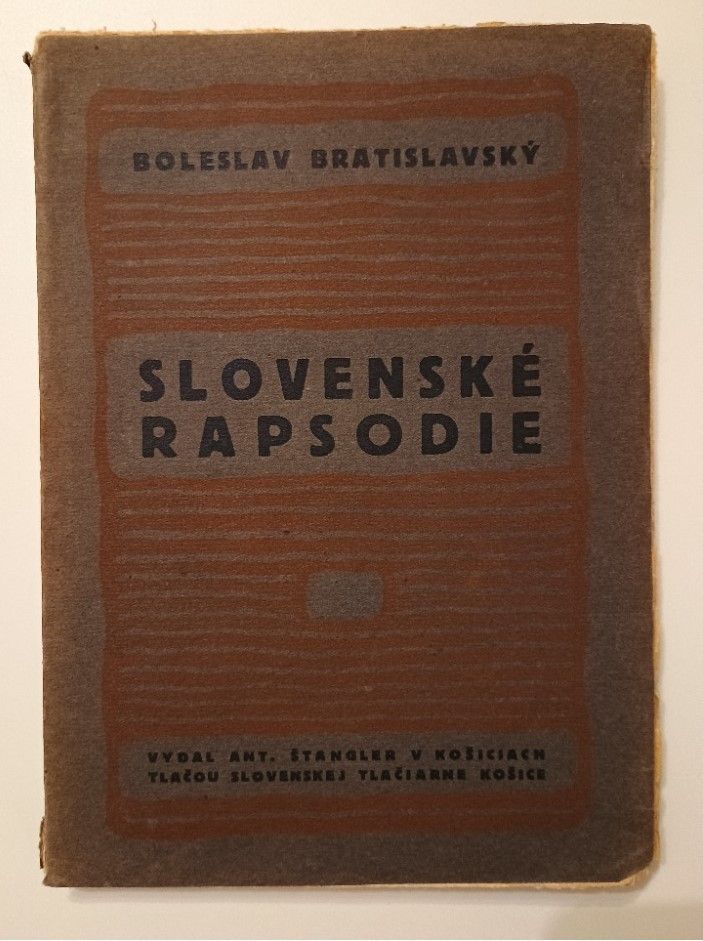 BOLESLAV BRATISLAVSKÝ
SLOVENSKÉ
RAPSODIE
VYDAL ANT. ŠTANGLER V KOŠICIACH
TLAČOU SLOVENSKEJ TLAČIARNE KOŠICE